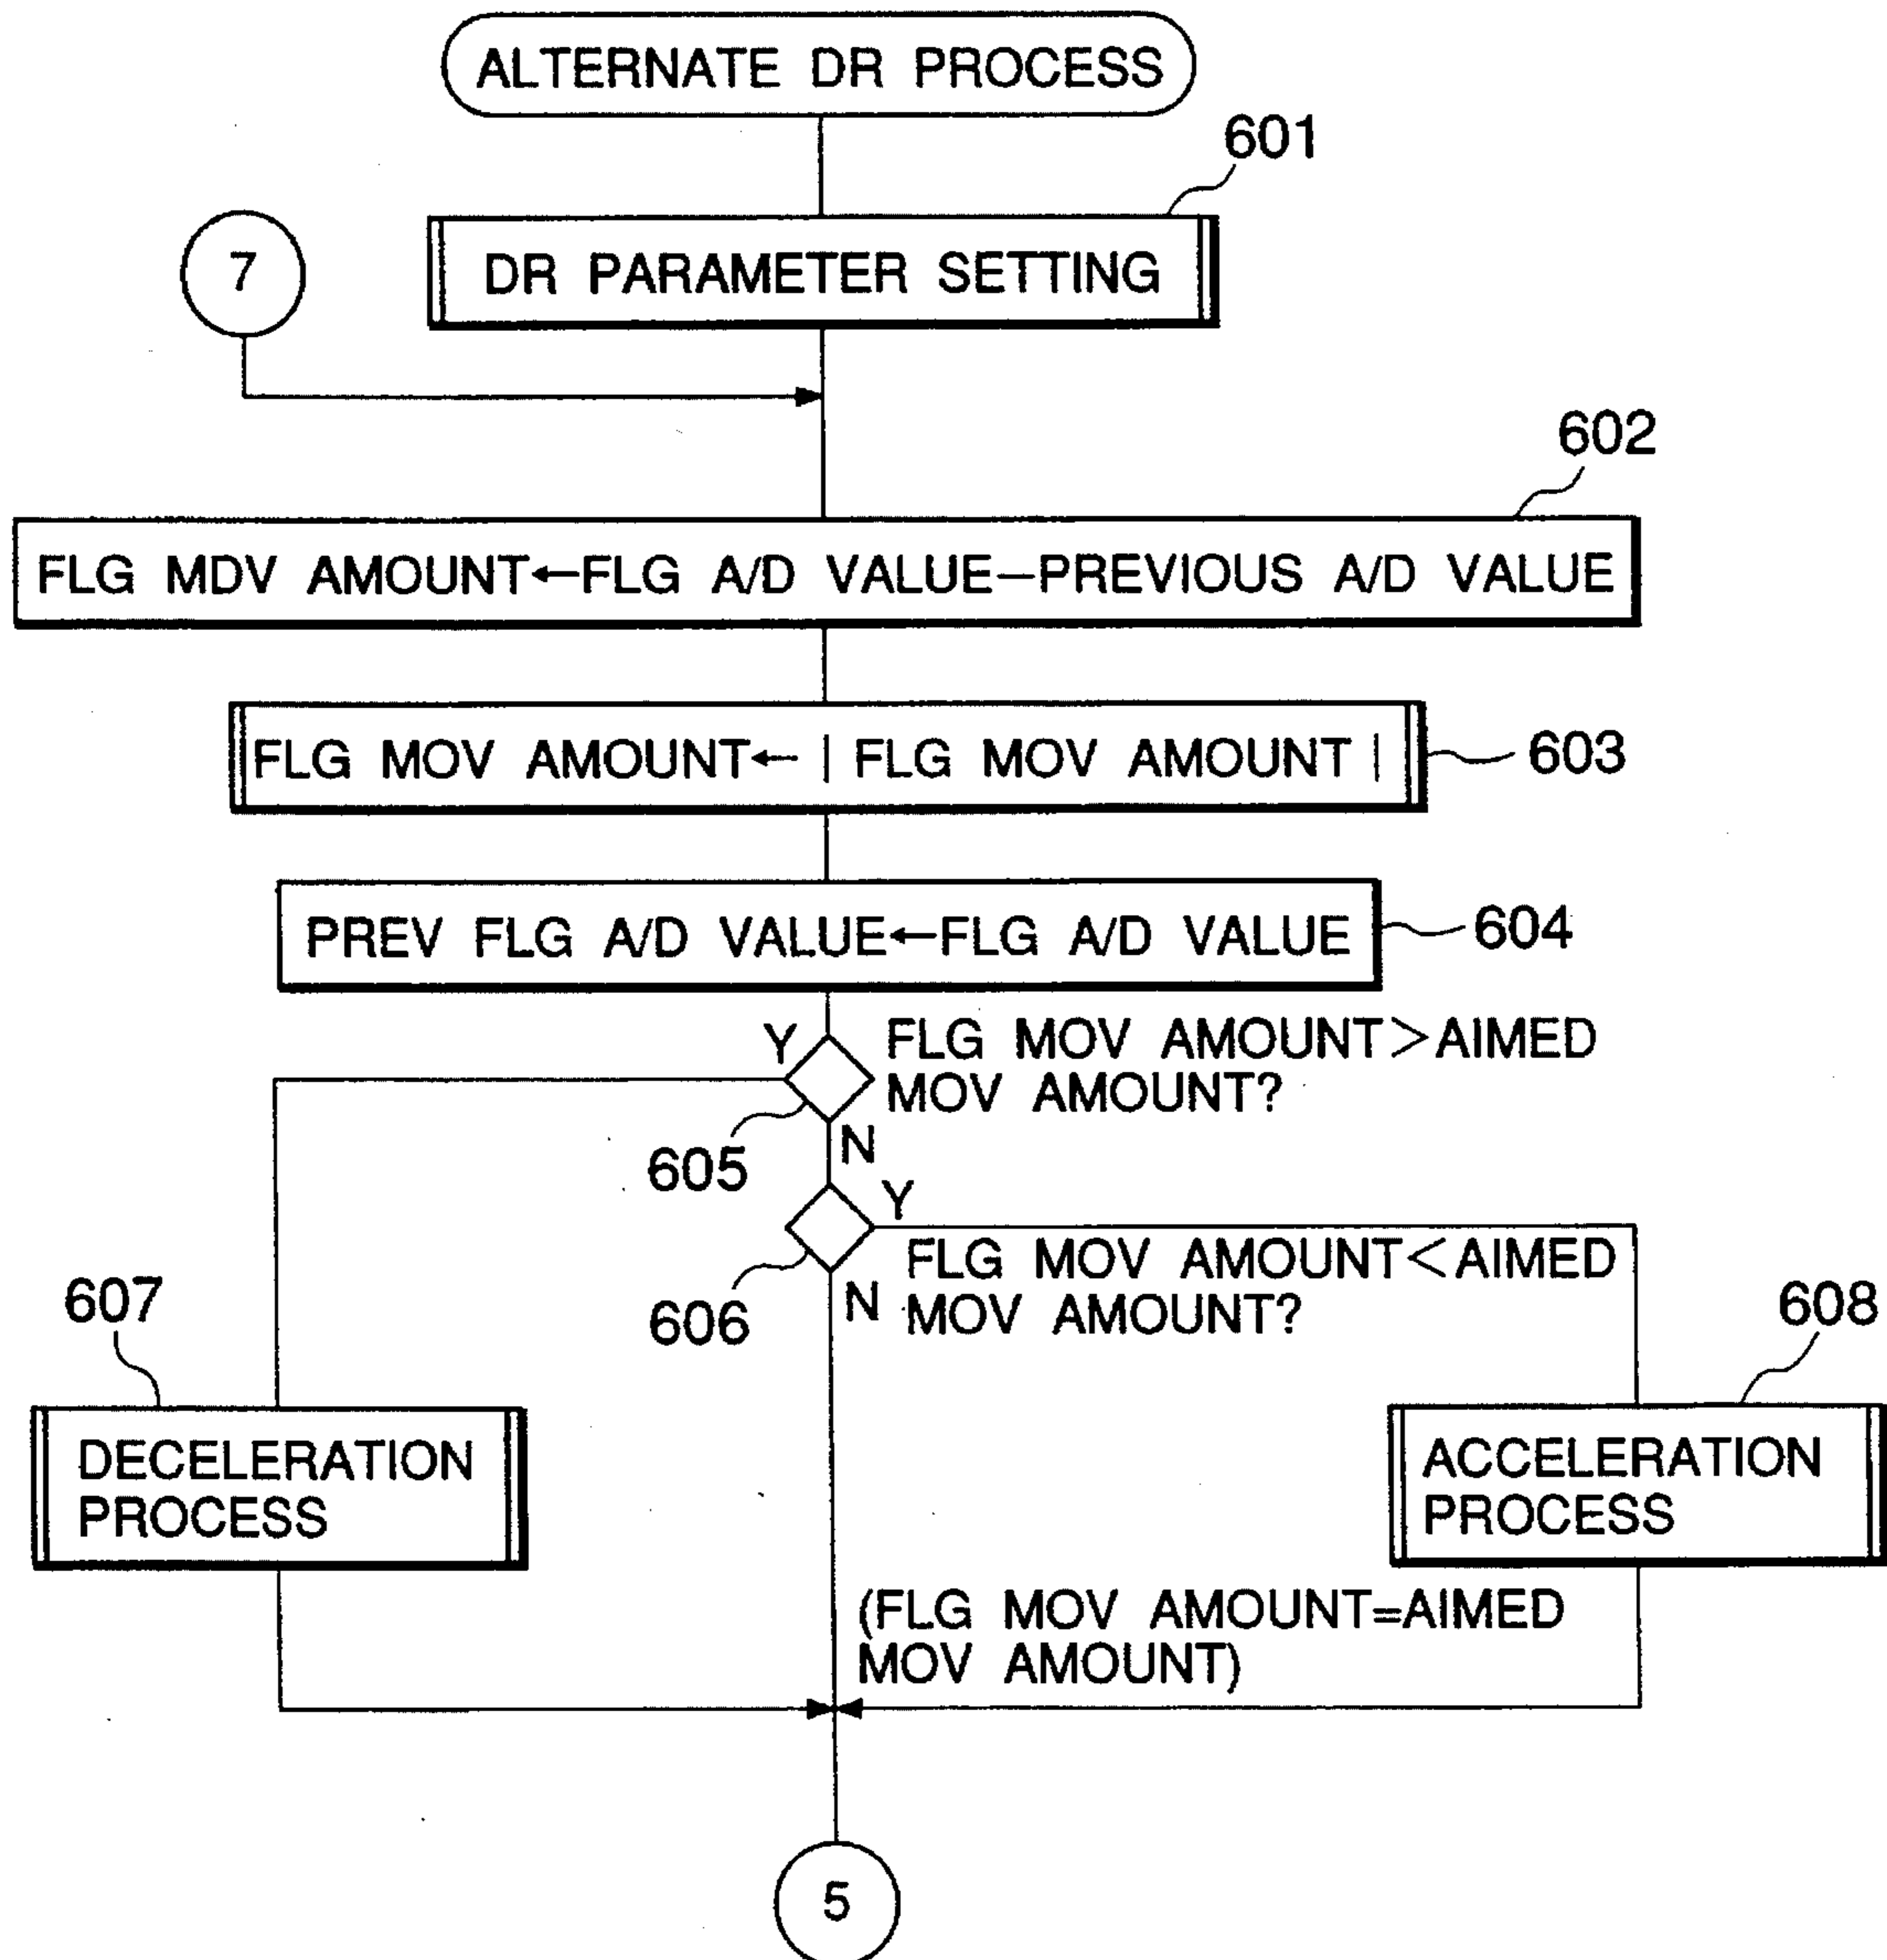 ALTERNATE DR PROCESS
601
7
DR PARAMETER SETTING
602
FLG MDV AMOUNT←FLG A/D VALUE—PREVIOUS A/D VALUE
FLG MOV AMOUNT← | FLG MOV AMOUNT |
603
PREV FLG A/D VALUE←FLG A/D VALUE
604
Y
FLG MOV AMOUNT>AIMED
MOV AMOUNT?
605
N
Y
FLG MOV AMOUNT<AIMED
MOV AMOUNT?
606
N
607
608
DECELERATION
PROCESS
ACCELERATION
PROCESS
(FLG MOV AMOUNT=AIMED
MOV AMOUNT)
5